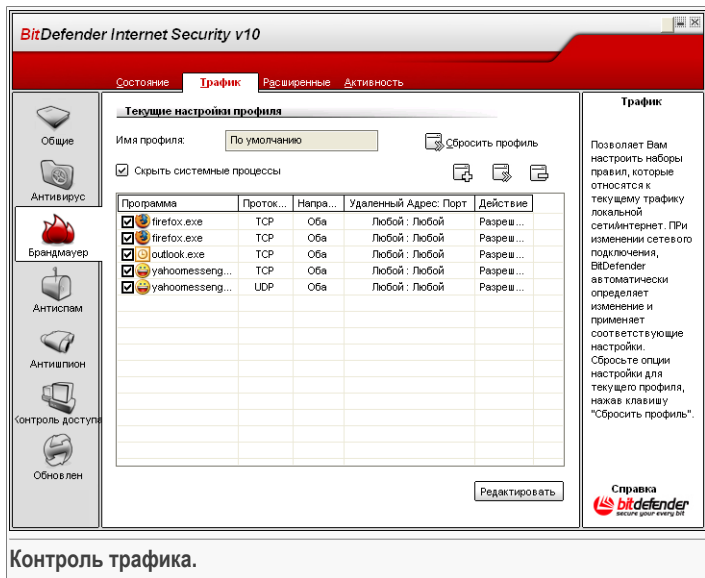 BitDefender Internet Security v10
Состояние Трафик Расширенные Активность
Общие
Антивирус
Брандмауер
Антиспам
Антишпион
Контроль доступа
Обновлен
Текущие настройки профиля
Имя профиля: По умолчанию Сбросить профиль
Скрыть системные процессы
Программа Проток... Напра... Удаленный Адрес: Порт Действие
firefox.exe TCP Оба Любой : Любой Разреш...
firefox.exe TCP Оба Любой : Любой Разреш...
outlook.exe TCP Оба Любой : Любой Разреш...
yahoomesseng... TCP Оба Любой : Любой Разреш...
yahoomesseng... UDP Оба Любой : Любой Разреш...
Редактировать
Трафик
Позволяет Вам
настроить наборы
правил, которые
относятся к
текущему трафику
локальной
сети/интернет. ПРи
изменении сетевого
подключения,
BitDefender
автоматически
определяет
изменение и
применяет
соответствующие
настройки.
Сбросьте опции
настройки для
текущего профиля,
нажав клавишу
"Сбросить профиль".
Справка
bitdefender
secure your every bit
Контроль трафика.